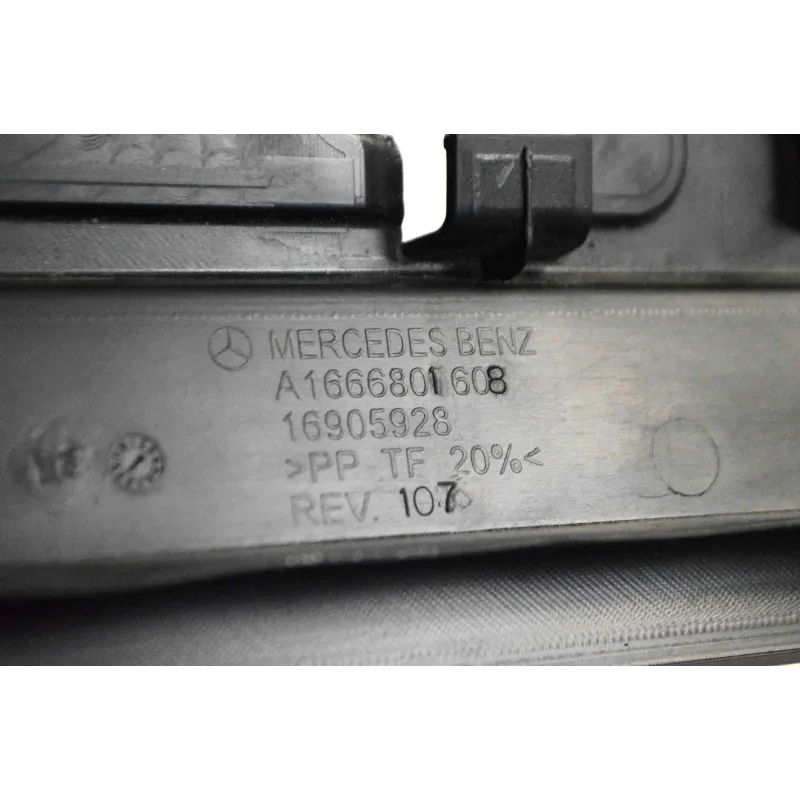 MERCEDES BENZ
A1666801608
16905928
>PP TF 20%<
REV. 107